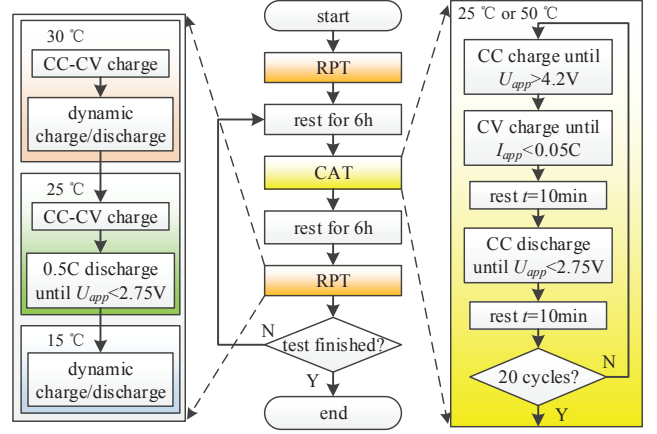 30 ℃
CC-CV charge
dynamic
charge/discharge
25 ℃
CC-CV charge
0.5C discharge
until Uapp<2.75V
15 ℃
dynamic
charge/discharge
start
RPT
rest for 6h
CAT
rest for 6h
RPT
N
test finished?
Y
end
25 ℃ or 50 ℃
CC charge until
Uapp>4.2V
CV charge until
Iapp<0.05C
rest t=10min
CC discharge
until Uapp<2.75V
rest t=10min
N
20 cycles?
Y